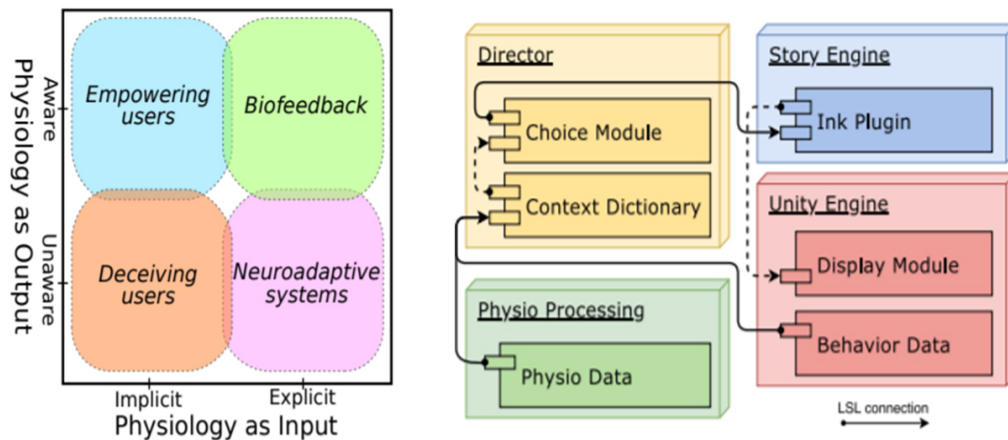 Physiology as Output
Aware
Unaware
Empowering
users
Biofeedback
Deceiving
users
Neuroadaptive
systems
Implicit
Explicit
Physiology as Input
Director
Choice Module
Context Dictionary
Physio Processing
Physio Data
Story Engine
Ink Plugin
Unity Engine
Display Module
Behavior Data
LSL connection